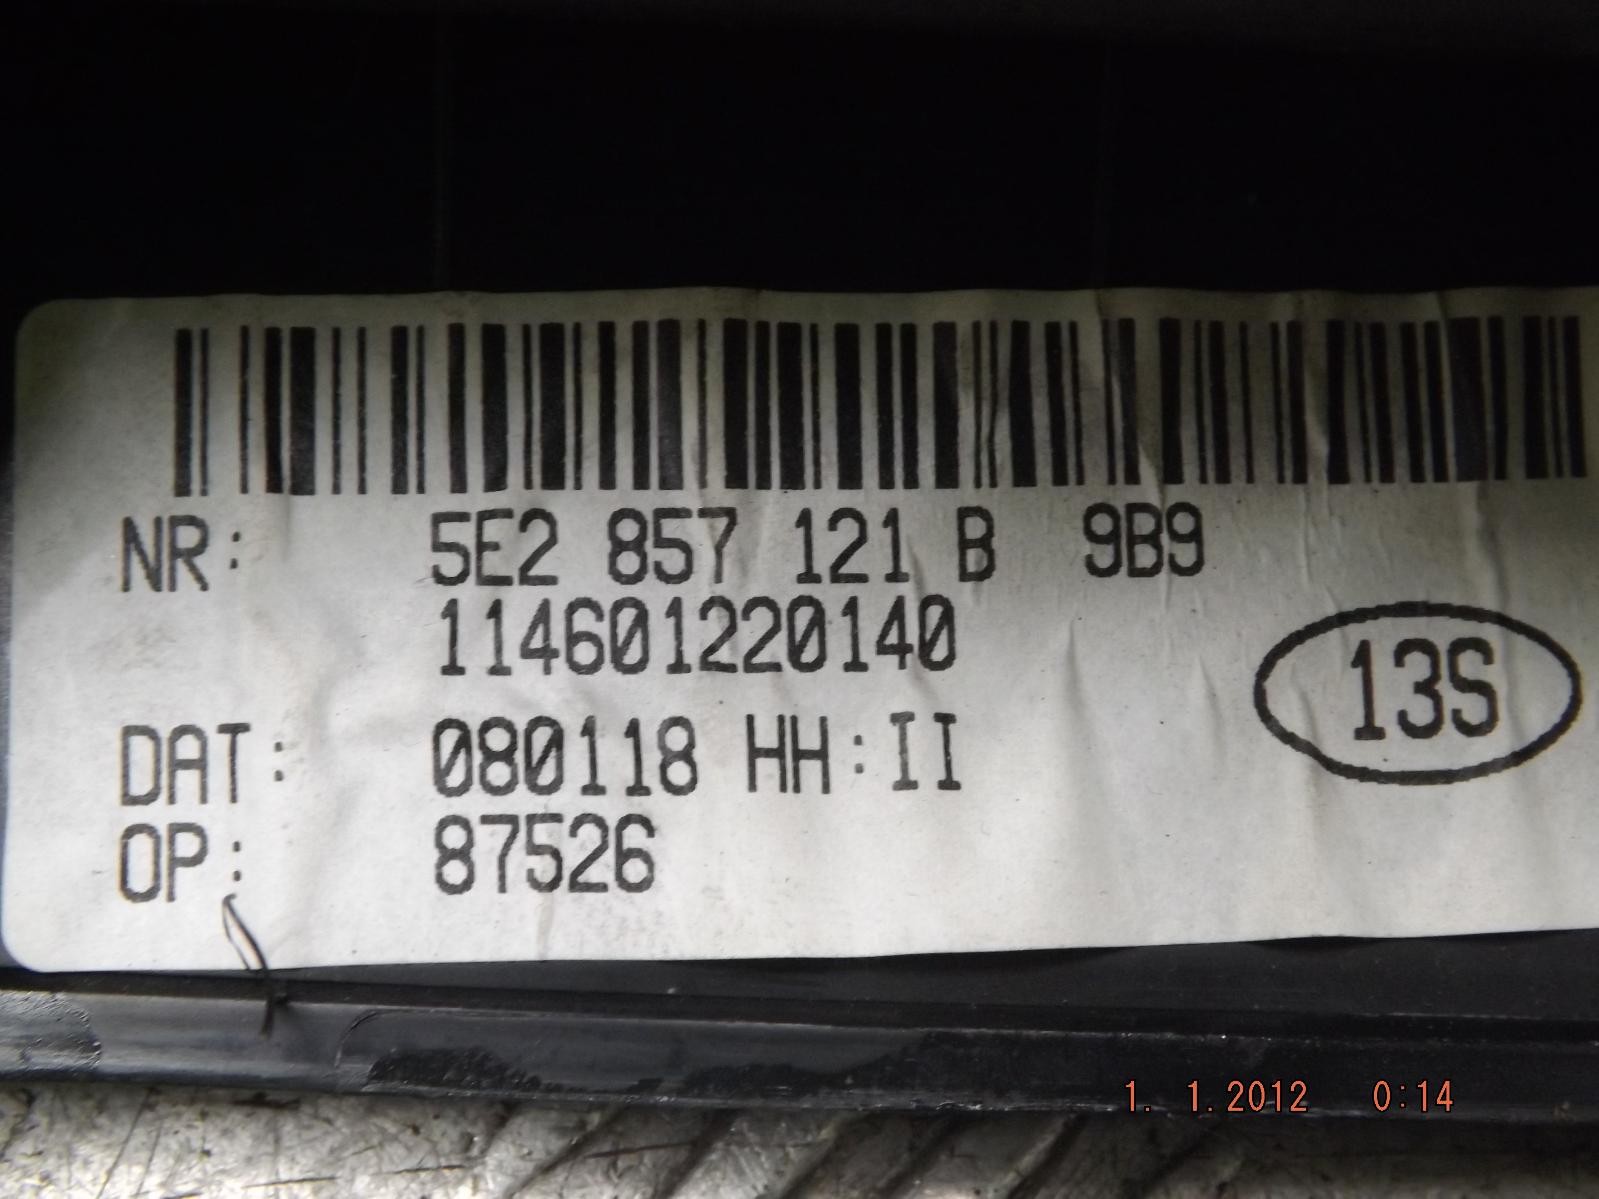 NR: 5E2 857 121 B 9B9
114601220140
13S
DAT: 080118 HH:II
OP: 87526
1. 1.2012 0:14